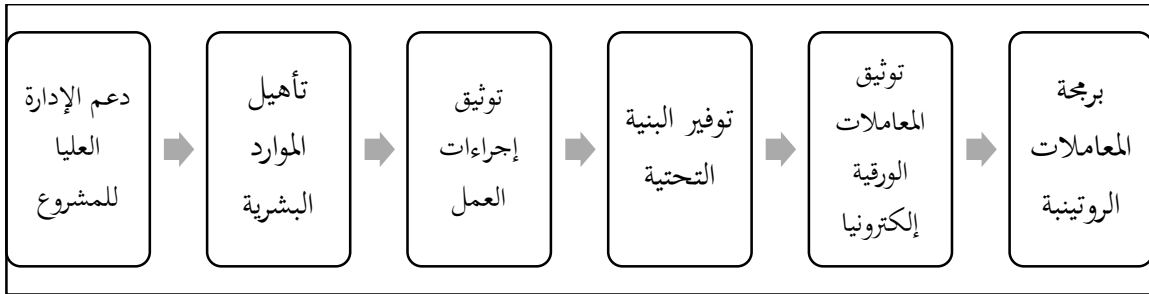 دعم الإدارة
العليا
للمشروع
تأهيل
الموارد
البشرية
توثيق
إجراءات
العمل
توفير البنية
التحتية
توثيق
المعاملات
الورقية
إلكترونيا
برمجة
المعاملات
الروتينبة